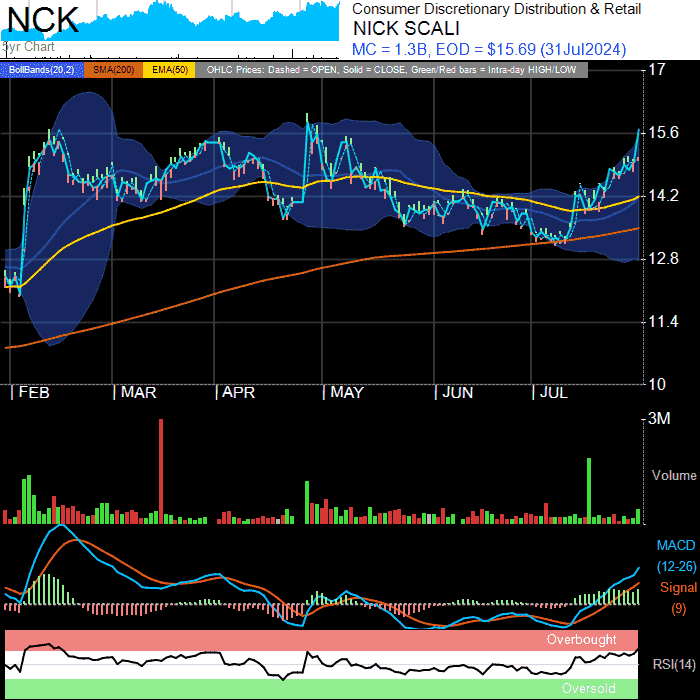 NCK
5yr Chart
Consumer Discretionary Distribution & Retail
NICK SCALI
MC = 1.3B, EOD = $15.69 (31Jul2024)
BollBands(20,2) SMA(200) EMA(50) OHLC Prices: Dashed = OPEN, Solid = CLOSE, Green/Red bars = Intra-day HIGH/LOW
17
15.6
14.2
12.8
11.4
10
FEB MAR APR MAY JUN JUL
3M
Volume
MACD
(12-26)
Signal
(9)
Overbought
RSI(14)
Oversold